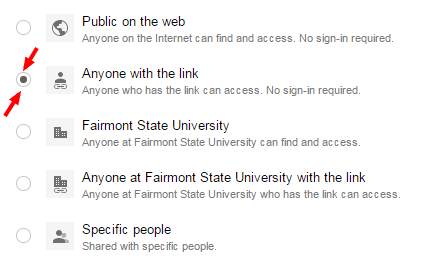 Public on the web
Anyone on the Internet can find and access. No sign-in required.
Anyone with the link
Anyone who has the link can access. No sign-in required.
Fairmont State University
Anyone at Fairmont State University can find and access.
Anyone at Fairmont State University with the link
Anyone at Fairmont State University who has the link can access.
Specific people
Shared with specific people.